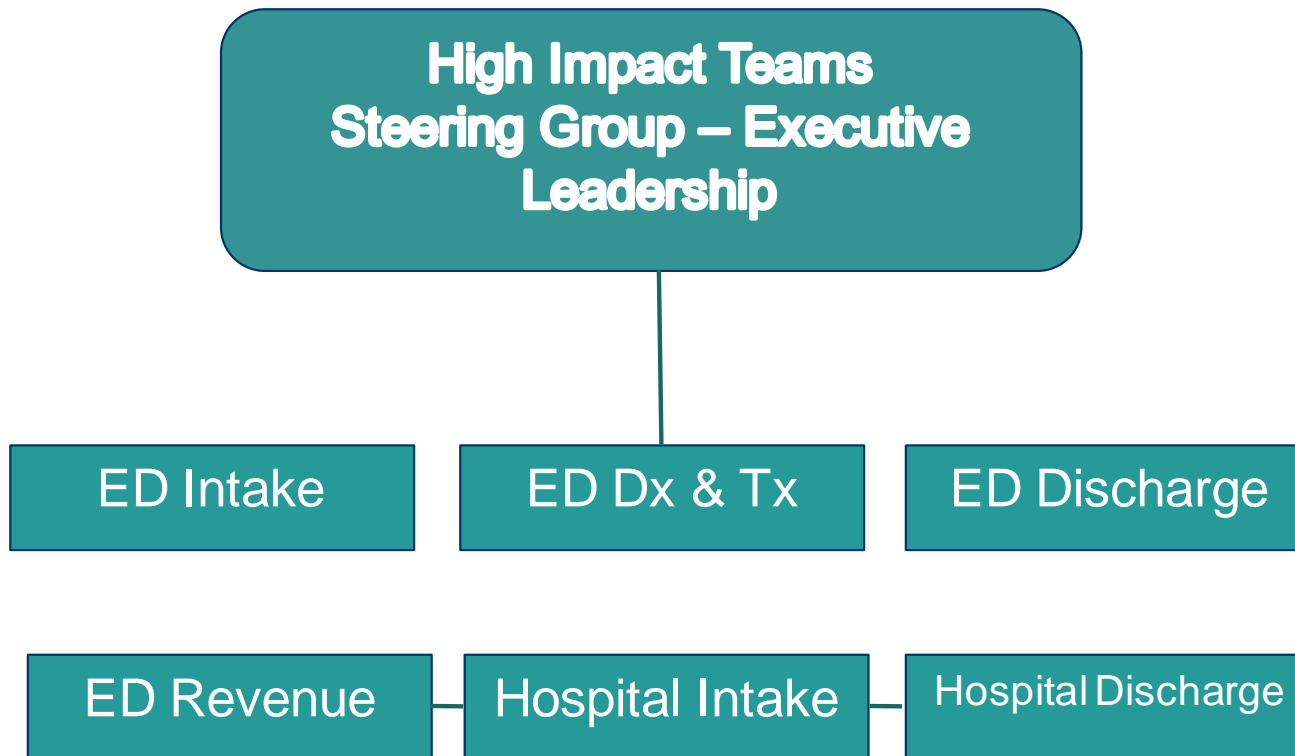 High Impact Teams
Steering Group – Executive
Leadership
ED Intake
ED Dx & Tx
ED Discharge
ED Revenue
Hospital Intake
Hospital Discharge